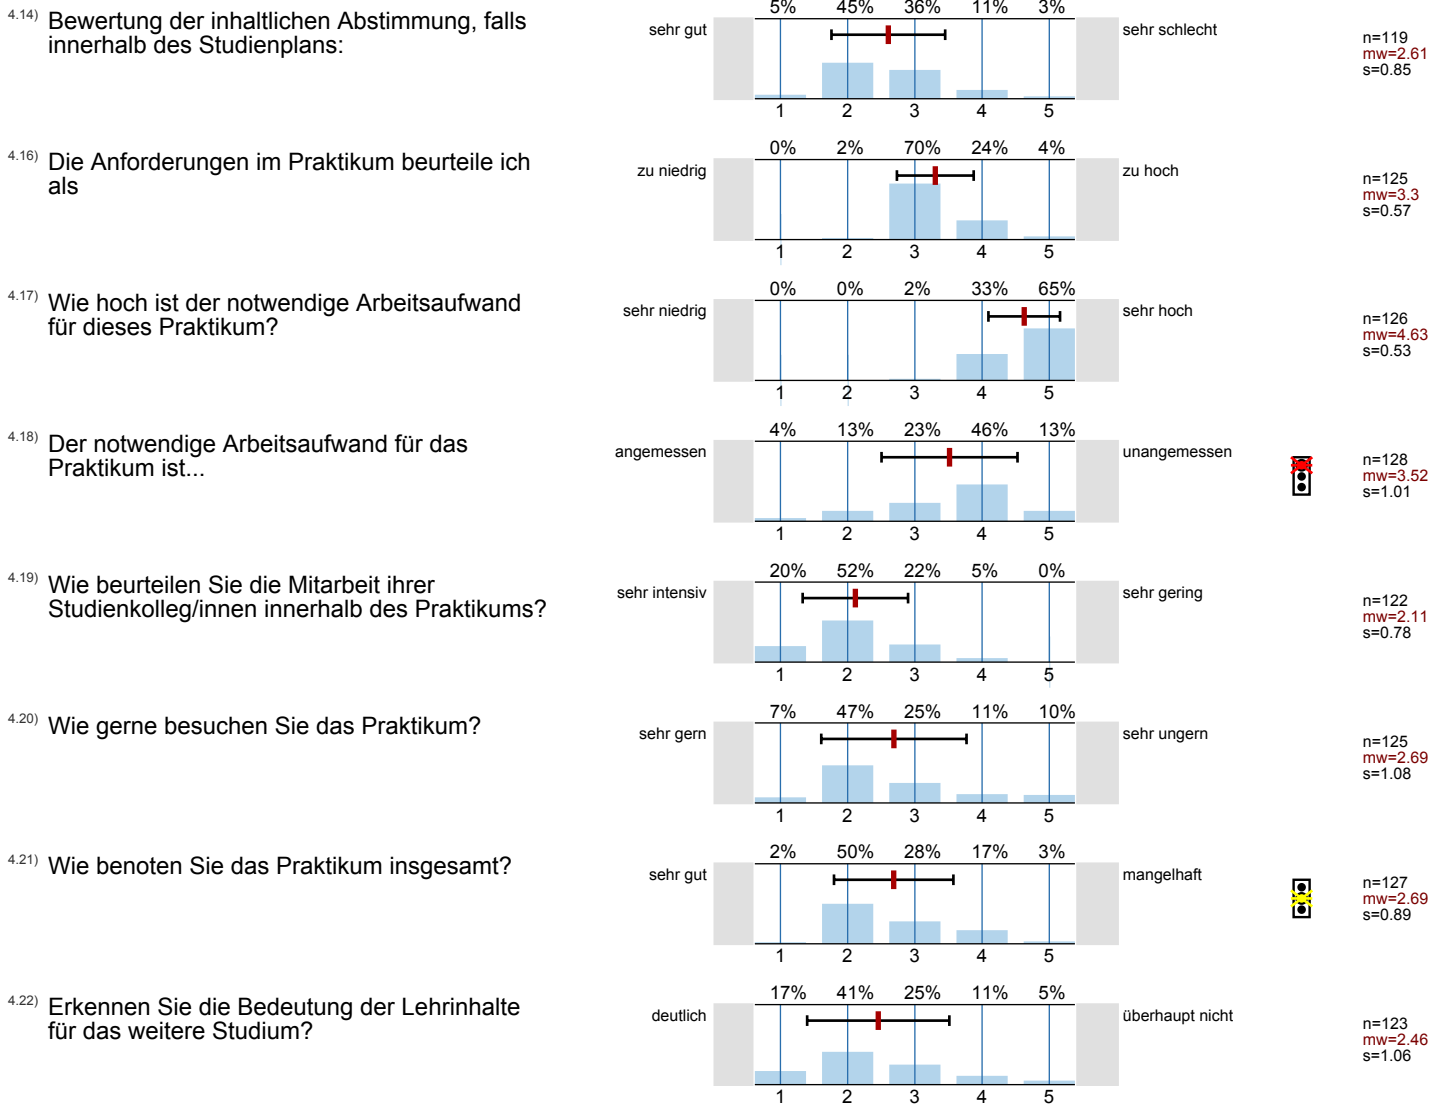 4.14) Bewertung der inhaltlichen Abstimmung, falls
innerhalb des Studienplans:
5% 45% 36% 11% 3%
sehr gut
sehr schlecht
1 2 3 4 5
n=119
mw=2.61
s=0.85
4.16) Die Anforderungen im Praktikum beurteile ich
als
0% 2% 70% 24% 4%
zu niedrig
zu hoch
1 2 3 4 5
n=125
mw=3.3
s=0.57
4.17) Wie hoch ist der notwendige Arbeitsaufwand
für dieses Praktikum?
0% 0% 2% 33% 65%
sehr niedrig
sehr hoch
1 2 3 4 5
n=126
mw=4.63
s=0.53
4.18) Der notwendige Arbeitsaufwand für das
Praktikum ist...
4% 13% 23% 46% 13%
angemessen
unangemessen
1 2 3 4 5
n=128
mw=3.52
s=1.01
4.19) Wie beurteilen Sie die Mitarbeit ihrer
Studienkolleg/innen innerhalb des Praktikums?
20% 52% 22% 5% 0%
sehr intensiv
sehr gering
1 2 3 4 5
n=122
mw=2.11
s=0.78
4.20) Wie gerne besuchen Sie das Praktikum?
7% 47% 25% 11% 10%
sehr gern
sehr ungern
1 2 3 4 5
n=125
mw=2.69
s=1.08
4.21) Wie benoten Sie das Praktikum insgesamt?
2% 50% 28% 17% 3%
sehr gut
mangelhaft
1 2 3 4 5
n=127
mw=2.69
s=0.89
4.22) Erkennen Sie die Bedeutung der Lehrinhalte
für das weitere Studium?
17% 41% 25% 11% 5%
deutlich
überhaupt nicht
1 2 3 4 5
n=123
mw=2.46
s=1.06